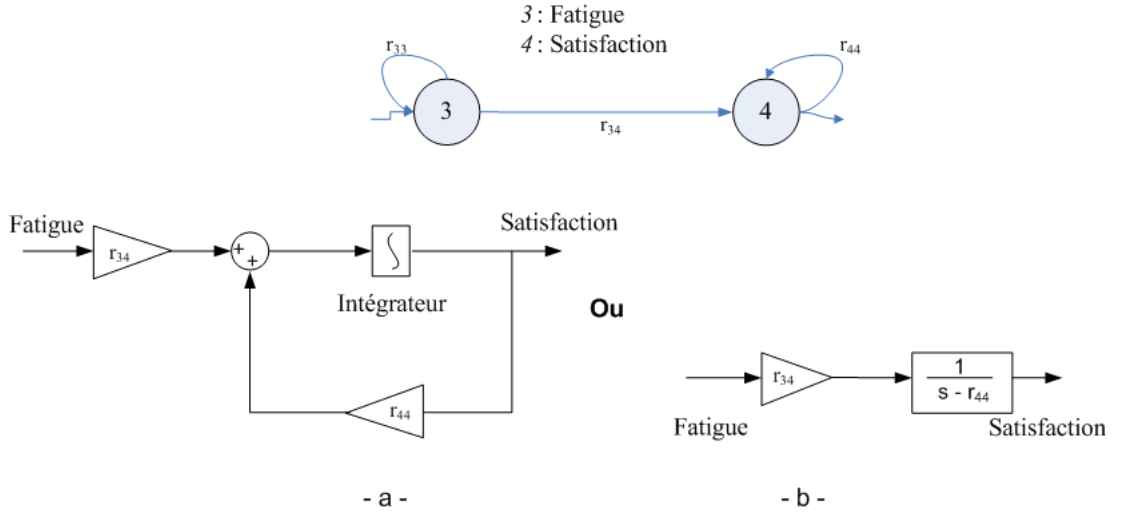 3 : Fatigue
4 : Satisfaction
r33
r44
3
4
r34
Fatigue
Satisfaction
r34
+
+
Intégrateur
Ou
r44
r34
1
s - r44
Fatigue
Satisfaction
- a -
- b -